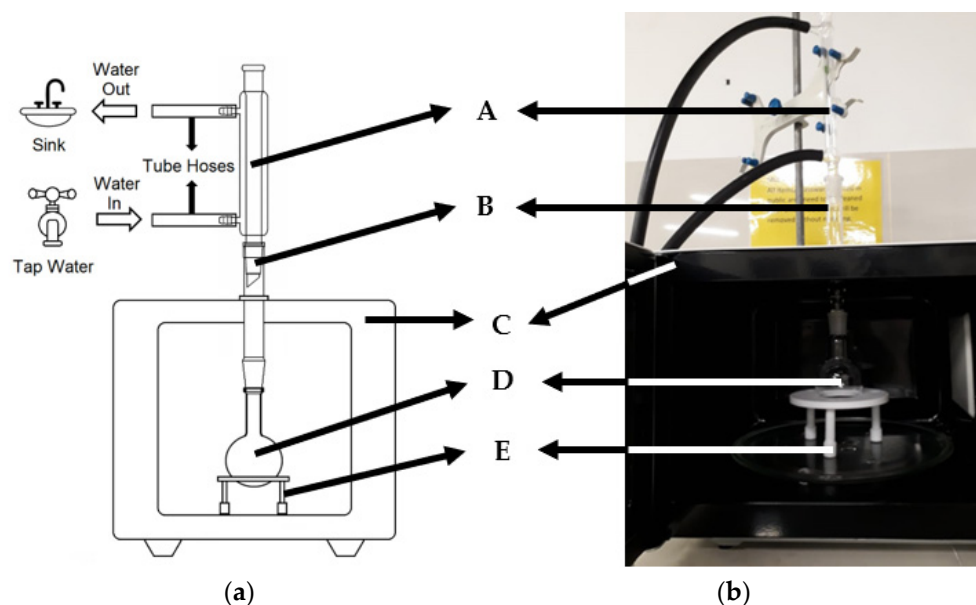 Water
Out
Sink
Tube Hoses
Water
In
Tap Water
A
B
C
D
E
(a)
(b)